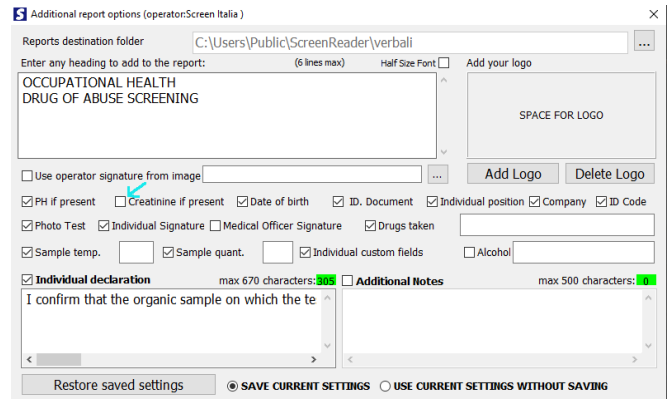 Additional report options (operator:Screen Italia )
Reports destination folder C:\Users\Public\ScreenReader\verbali ...
Enter any heading to add to the report: (6 lines max) Half Size Font Add your logo
OCCUPATIONAL HEALTH
DRUG OF ABUSE SCREENING
SPACE FOR LOGO
Use operator signature from image ... Add Logo Delete Logo
PH if present Creatinine if present Date of birth ID. Document Individual position Company ID Code
Photo Test Individual Signature Medical Officer Signature Drugs taken
Sample temp. Sample quant. Individual custom fields Alcohol
Individual declaration max 670 characters: 305 Additional Notes max 500 characters: 0
I confirm that the organic sample on which the te
Restore saved settings SAVE CURRENT SETTINGS USE CURRENT SETTINGS WITHOUT SAVING